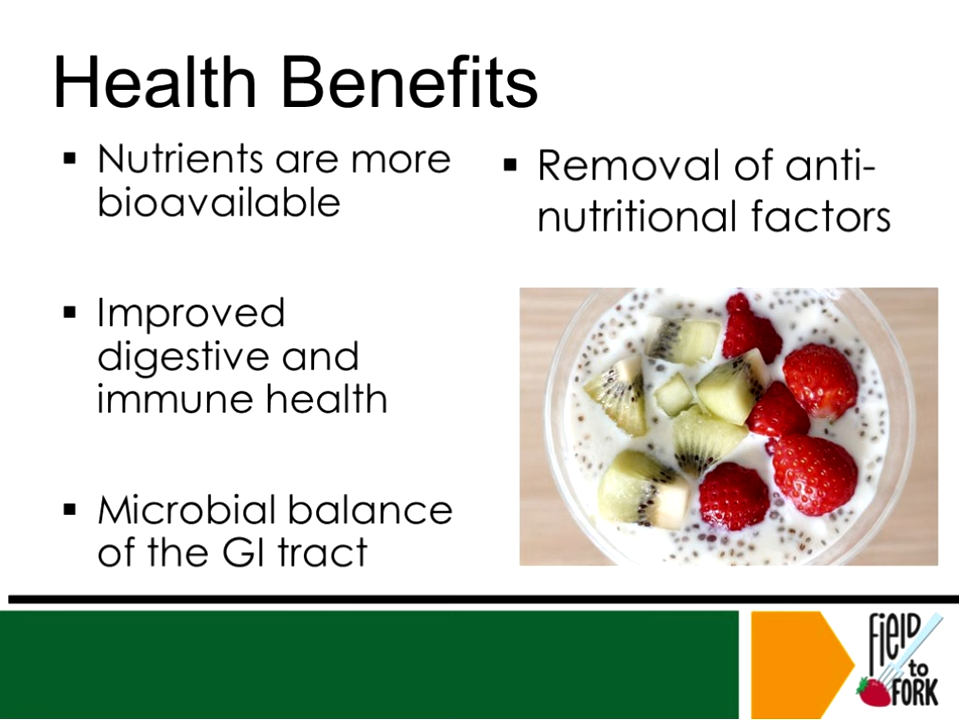 Health Benefits
▪ Nutrients are more
bioavailable
▪ Improved
digestive and
immune health
▪ Microbial balance
of the GI tract
▪ Removal of anti-
nutritional factors
field
to
FORK